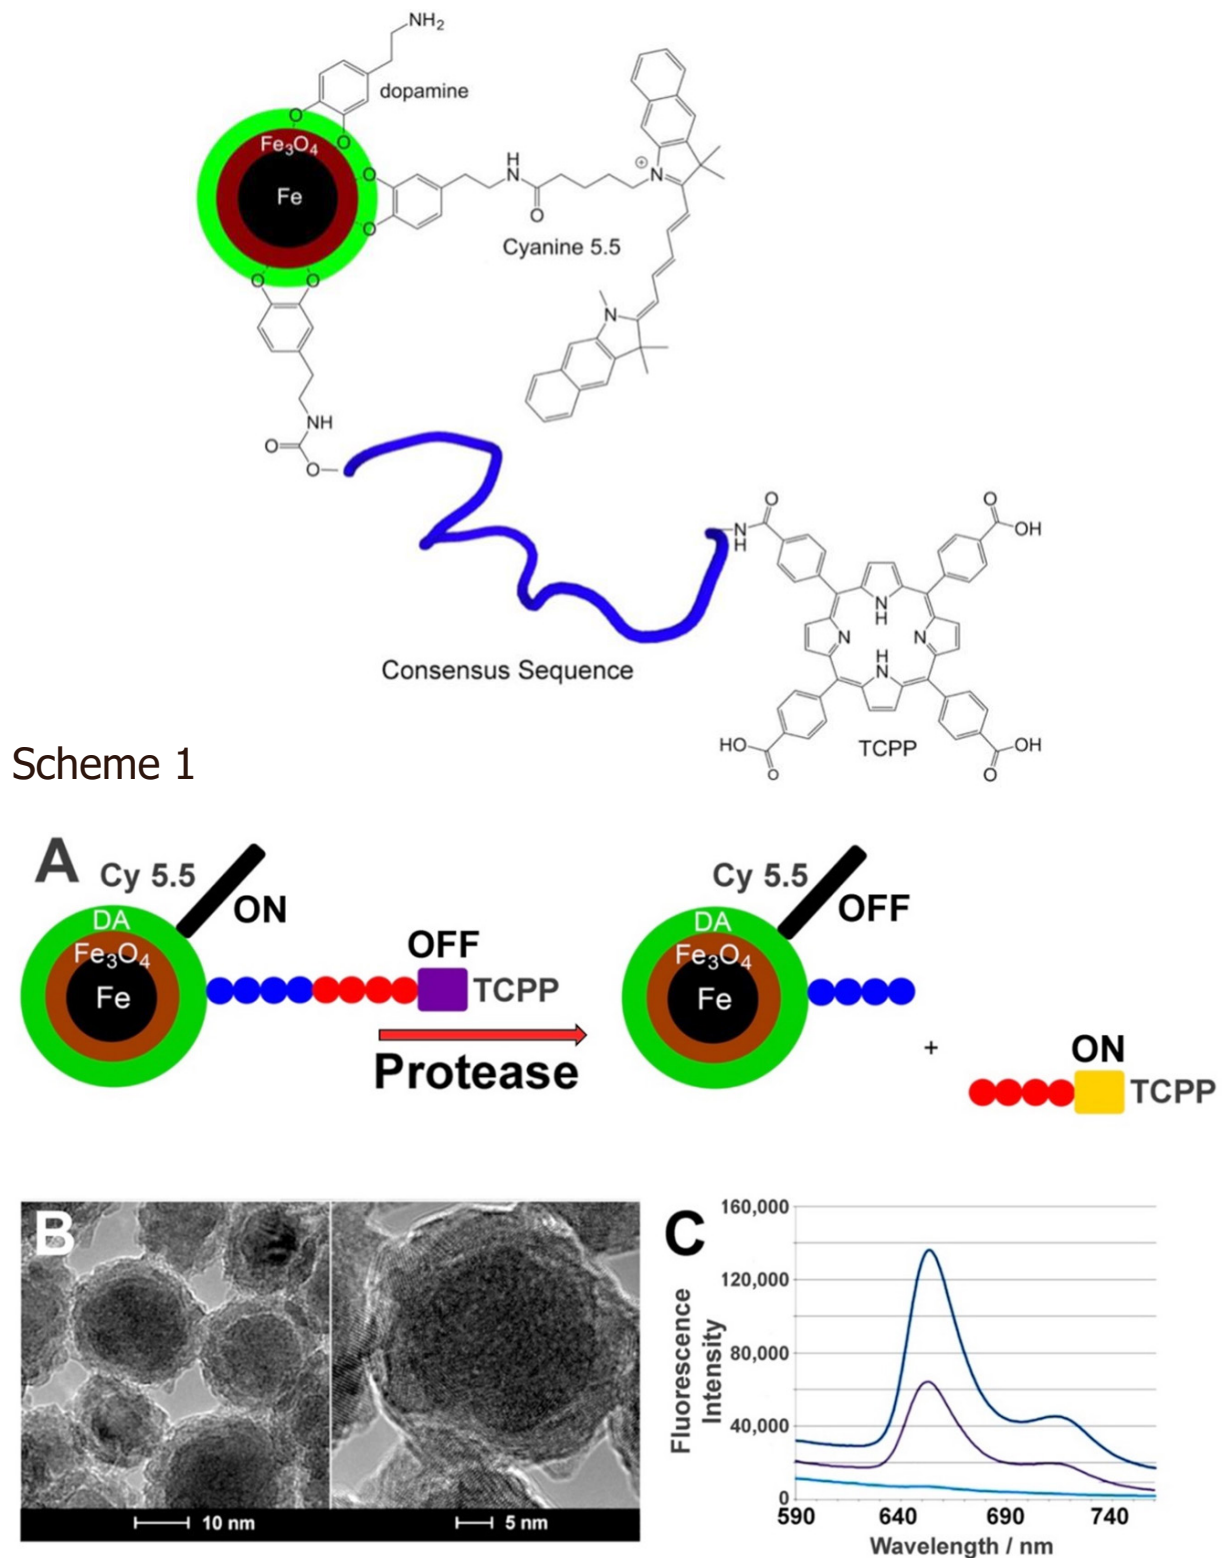 NH2
dopamine
O
Fe3O4
O
Fe
O
O
H
N
O
Cyanine 5.5
⊕
N
N
O
O
NH
O
O
Consensus Sequence
N
H
O
O
OH
N
H
N
N
H
N
HO
O
TCPP
OH
O
Scheme 1
A
Cy 5.5
ON
DA
Fe3O4
Fe
OFF
TCPP
Protease
Cy 5.5
OFF
DA
Fe3O4
Fe
+
ON
TCPP
B
10 nm
5 nm
C
Fluorescence
Intensity
160,000
120,000
80,000
40,000
0
590
640
690
740
Wavelength / nm